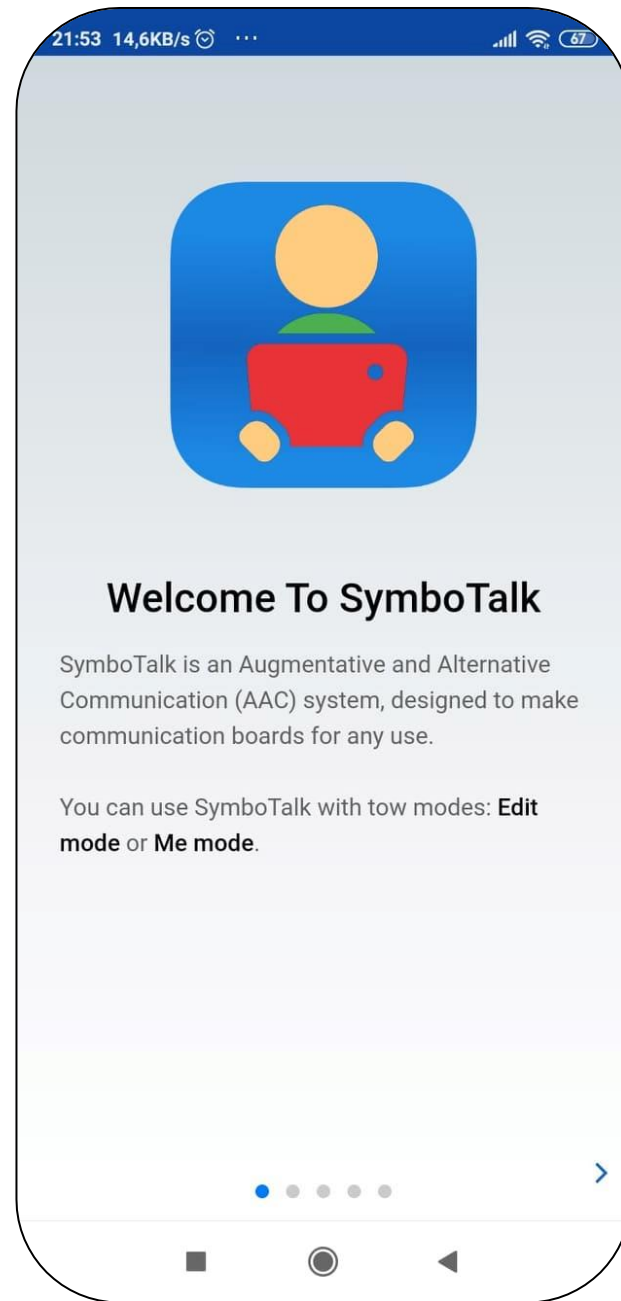 21:53 14,6KB/s ...
67
Welcome To SymboTalk
SymboTalk is an Augmentative and Alternative
Communication (AAC) system, designed to make
communication boards for any use.
You can use SymboTalk with tow modes: Edit
mode or Me mode.